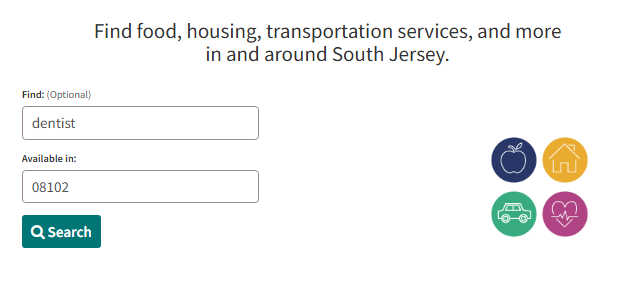 Find food, housing, transportation services, and more
in and around South Jersey.
Find: (Optional)
dentist
Available in:
08102
Search